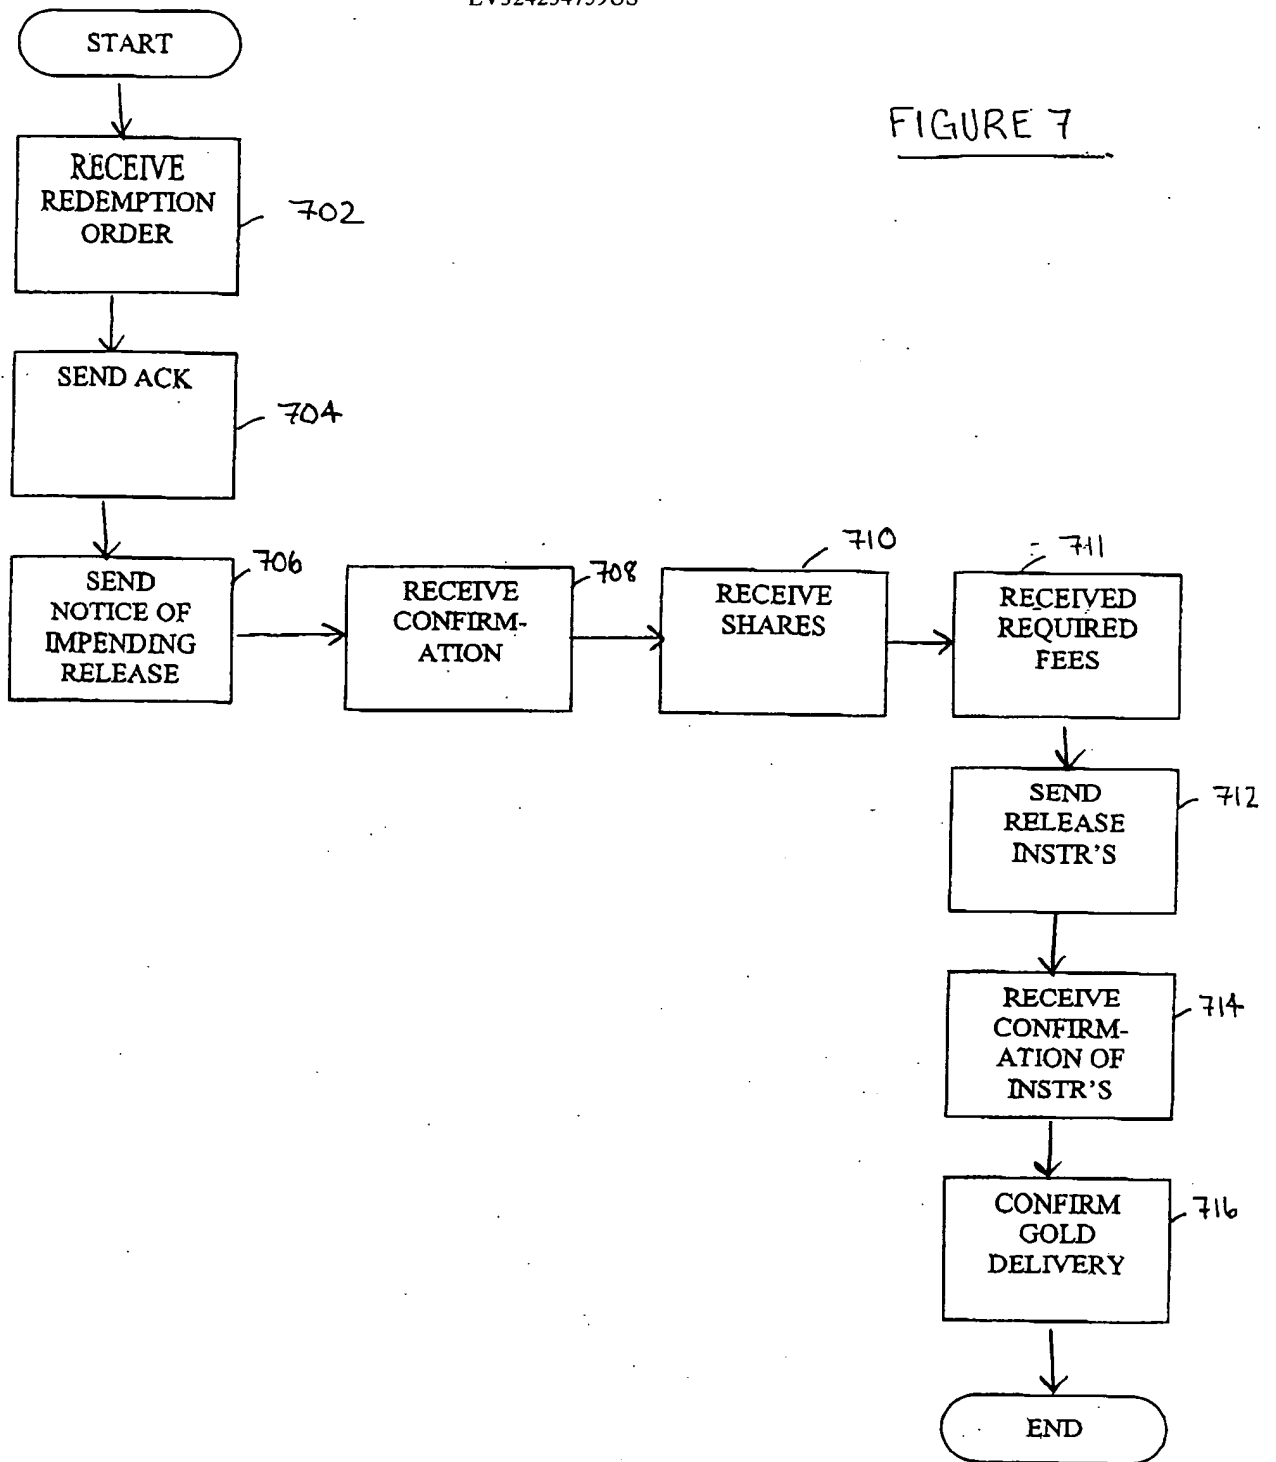 START
FIGURE 7
RECEIVE
REDEMPTION
ORDER
702
SEND ACK
704
SEND
NOTICE OF
IMPENDING
RELEASE
706
RECEIVE
CONFIRM-
ATION
708
RECEIVE
SHARES
710
RECEIVED
REQUIRED
FEES
711
SEND
RELEASE
INSTR'S
712
RECEIVE
CONFIRM-
ATION OF
INSTR'S
714
CONFIRM
GOLD
DELIVERY
716
END